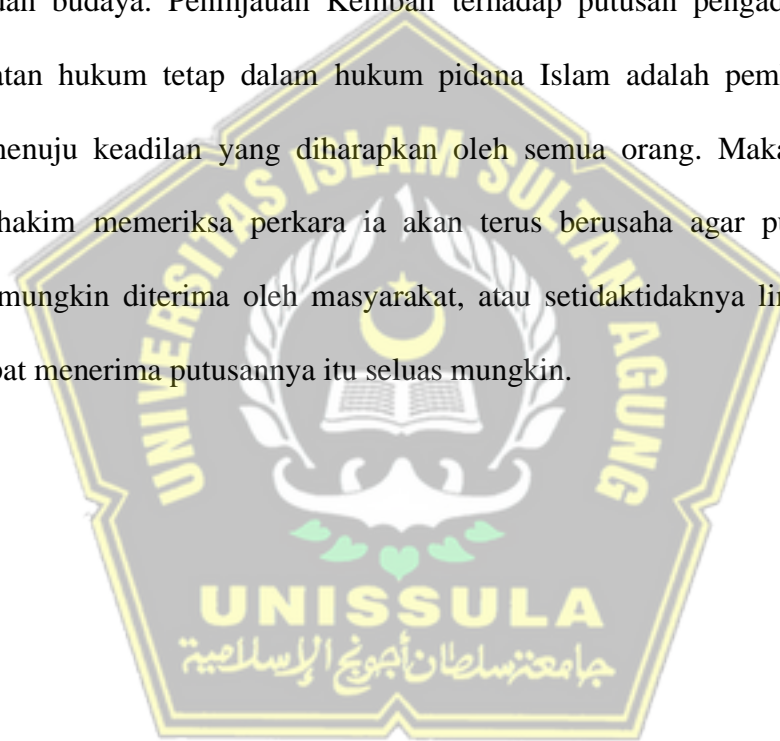 budaya. Peninjauan Kembali terhadap putusan
hukum tetap dalam hukum pidana Islam adalah
menuju keadilan yang diharapkan oleh semua orang.
hakim memeriksa perkara ia akan terus berusaha agar
mungkin diterima oleh masyarakat, atau setidaktidaknya
menerima putusannya itu seluas mungkin.
UNIVERSITAS ISLAM SULTAN AGUNG
UNISSULA
جامعة سلطان أجونج الإسلامية